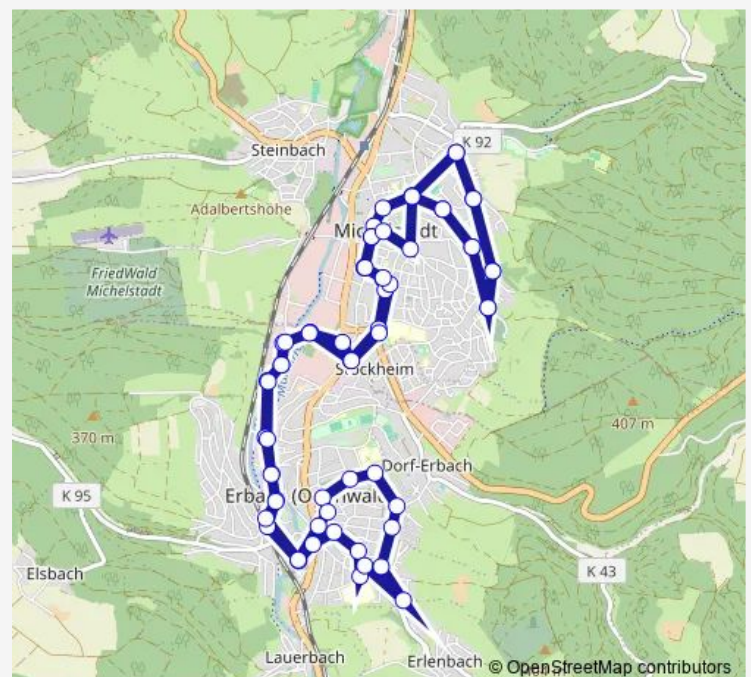 K 92
Steinbach
Adalbertshöhe
FriedWald
Michelstadt
370 m
407 m
Dorf-Erbach
K 95
Elsbach
K 43
Lauerbach
Erlenbach
© OpenStreetMap contributors